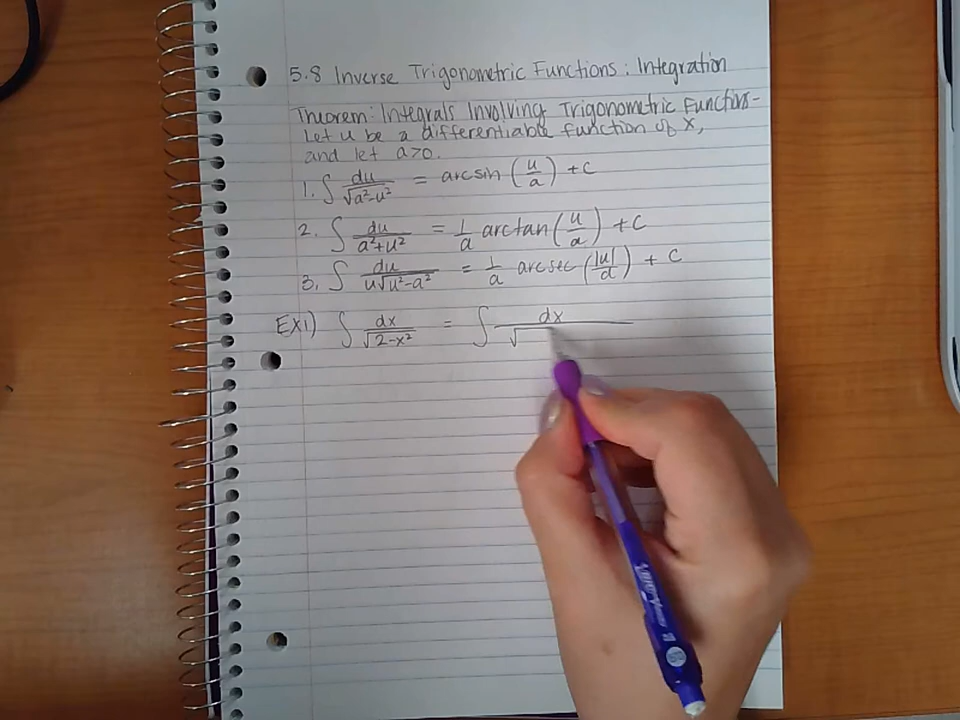 5.8 Inverse Trigonometric Functions: Integration
Theorem: Integrals Involving Trigonometric Functions-
Let u be a differentiable function of x,
and let a>0.
1. ∫ du/√(a²-u²) = arcsin (u/a) + C
2. ∫ du/(a²+u²) = 1/a arctan (u/a) + C
3. ∫ du/(u√(u²-a²)) = 1/a arcsec (|u|/a) + C
EX1) ∫ dx/√(2-x²) = ∫ dx/√